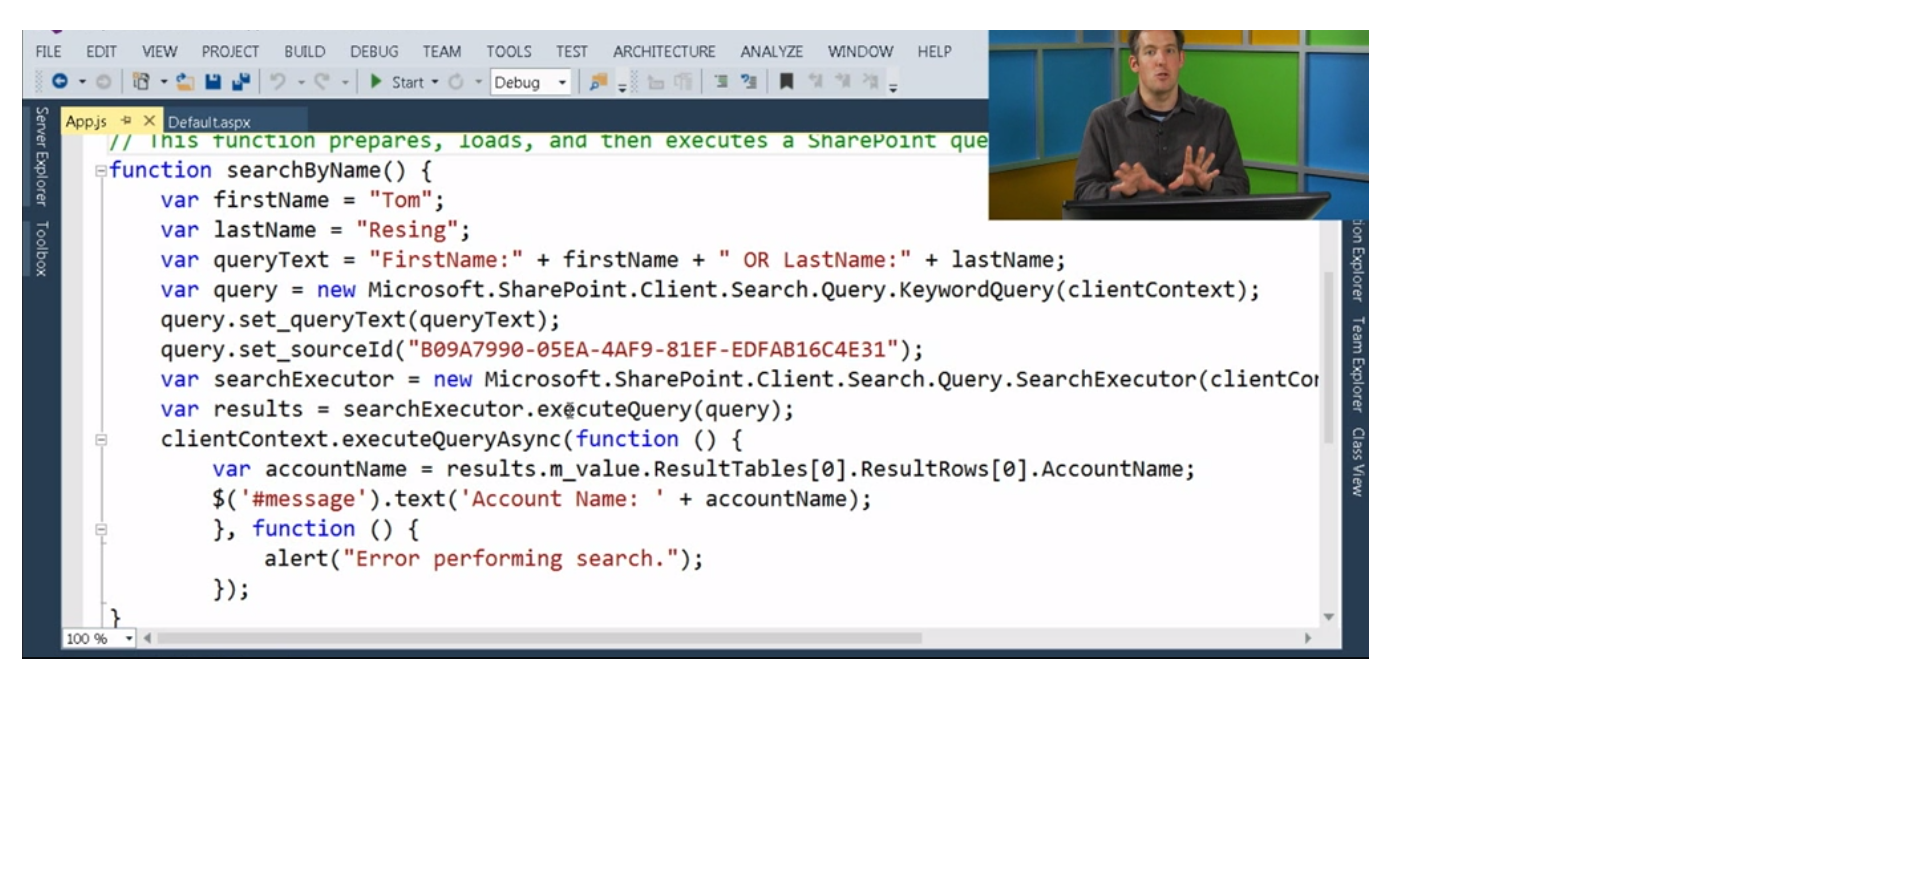 FILE EDIT VIEW PROJECT BUILD DEBUG TEAM TOOLS TEST ARCHITECTURE ANALYZE WINDOW HELP
Start Debug
Server Explorer
Toolbox
App.js Default.aspx
// This function prepares, loads, and then executes a SharePoint que
function searchByName() {
var firstName = "Tom";
var lastName = "Resing";
var queryText = "FirstName:" + firstName + " OR LastName:" + lastName;
var query = new Microsoft.SharePoint.Client.Search.Query.KeywordQuery(clientContext);
query.set_queryText(queryText);
query.set_sourceId("B09A7990-05EA-4AF9-81EF-EDFAB16C4E31");
var searchExecutor = new Microsoft.SharePoint.Client.Search.Query.SearchExecutor(clientCon
var results = searchExecutor.executeQuery(query);
clientContext.executeQueryAsync(function () {
var accountName = results.m_value.ResultTables[0].ResultRows[0].AccountName;
$('#message').text('Account Name: ' + accountName);
}, function () {
alert("Error performing search.");
});
}
100 %
ion Explorer
Team Explorer
Class View